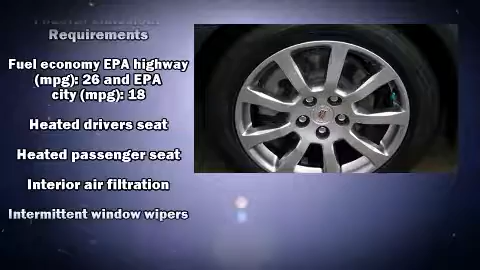 Requirements
Fuel economy EPA highway
(mpg): 26 and EPA
city (mpg): 18
Heated drivers seat
Heated passenger seat
Interior air filtration
Intermittent window wipers